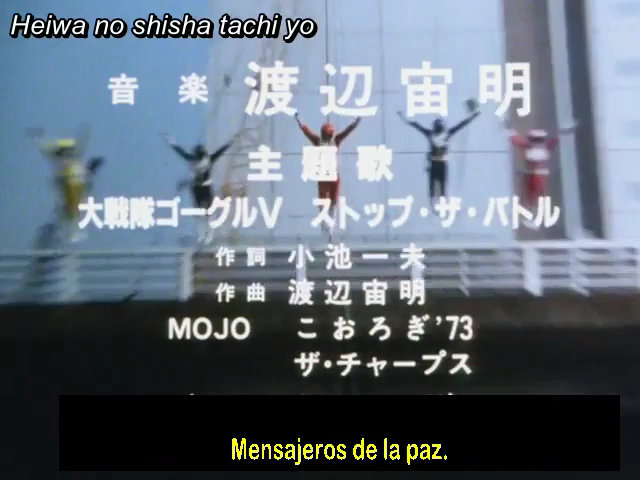 Heiwa no shisha tachi yo
音楽 渡辺宙明
主題歌
大戦隊ゴーグルV ストップ・ザ・バトル
作詞 小池一夫
作曲 渡辺宙明
MOJO こおろぎ'73
ザ・チャープス
Mensajeros de la paz.